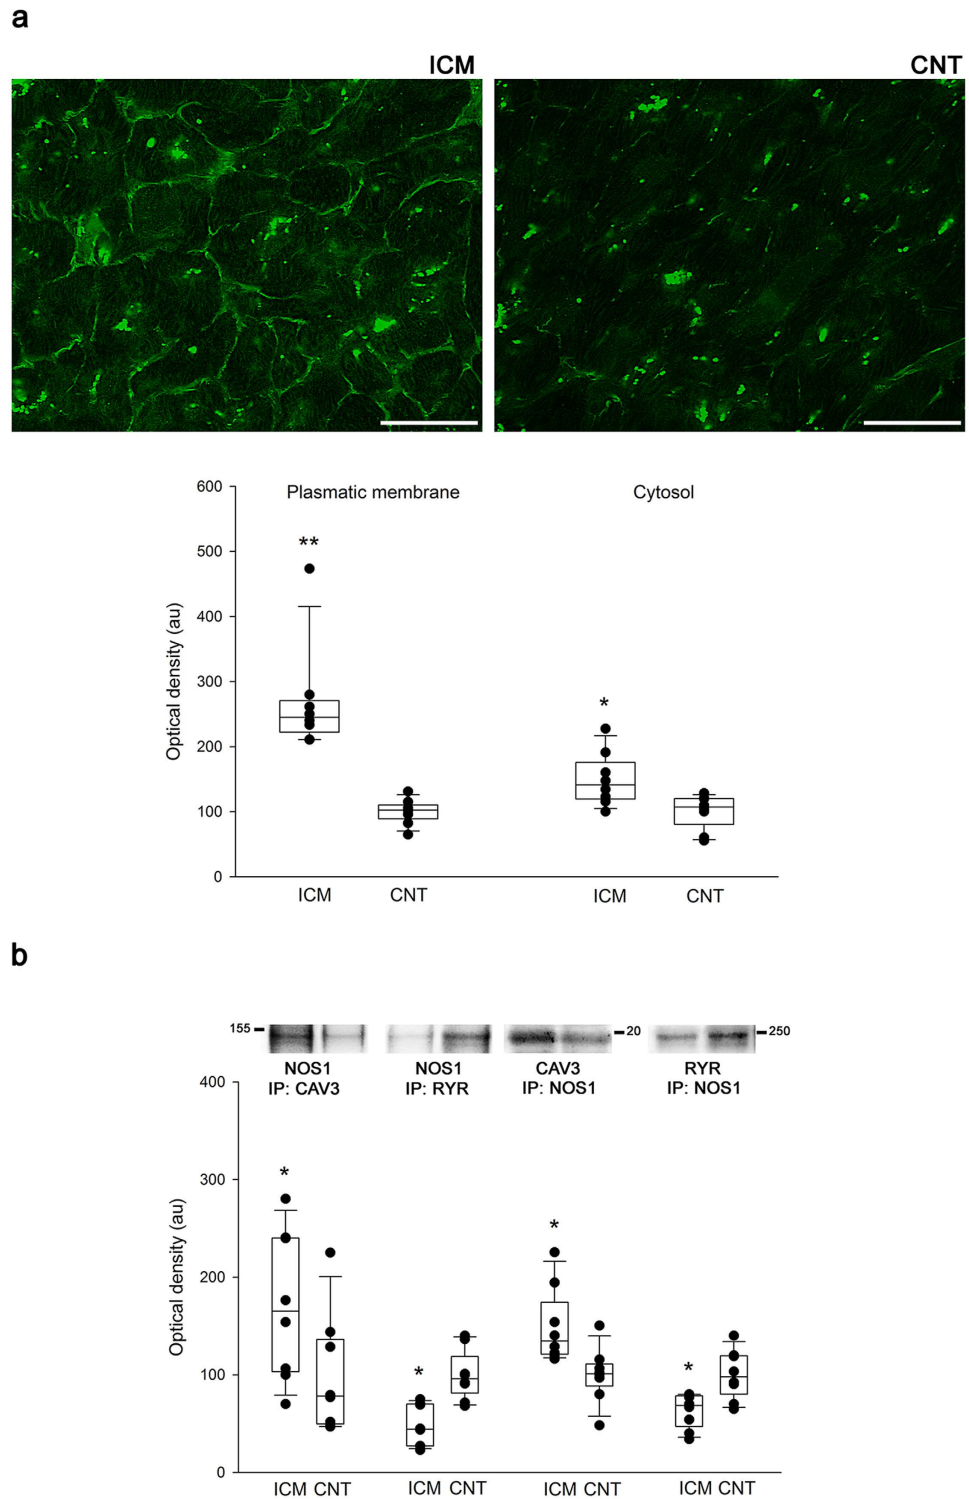 a
ICM
CNT
600
Plasmatic membrane
Cytosol
500
**
400
Optical density (au)
300
*
200
100
0
ICM
CNT
ICM
CNT
b
155
20
250
NOS1
IP: CAV3
NOS1
IP: RYR
CAV3
IP: NOS1
RYR
IP: NOS1
400
300
*
*
Optical density (au)
200
*
*
100
0
ICM CNT
ICM CNT
ICM CNT
ICM CNT